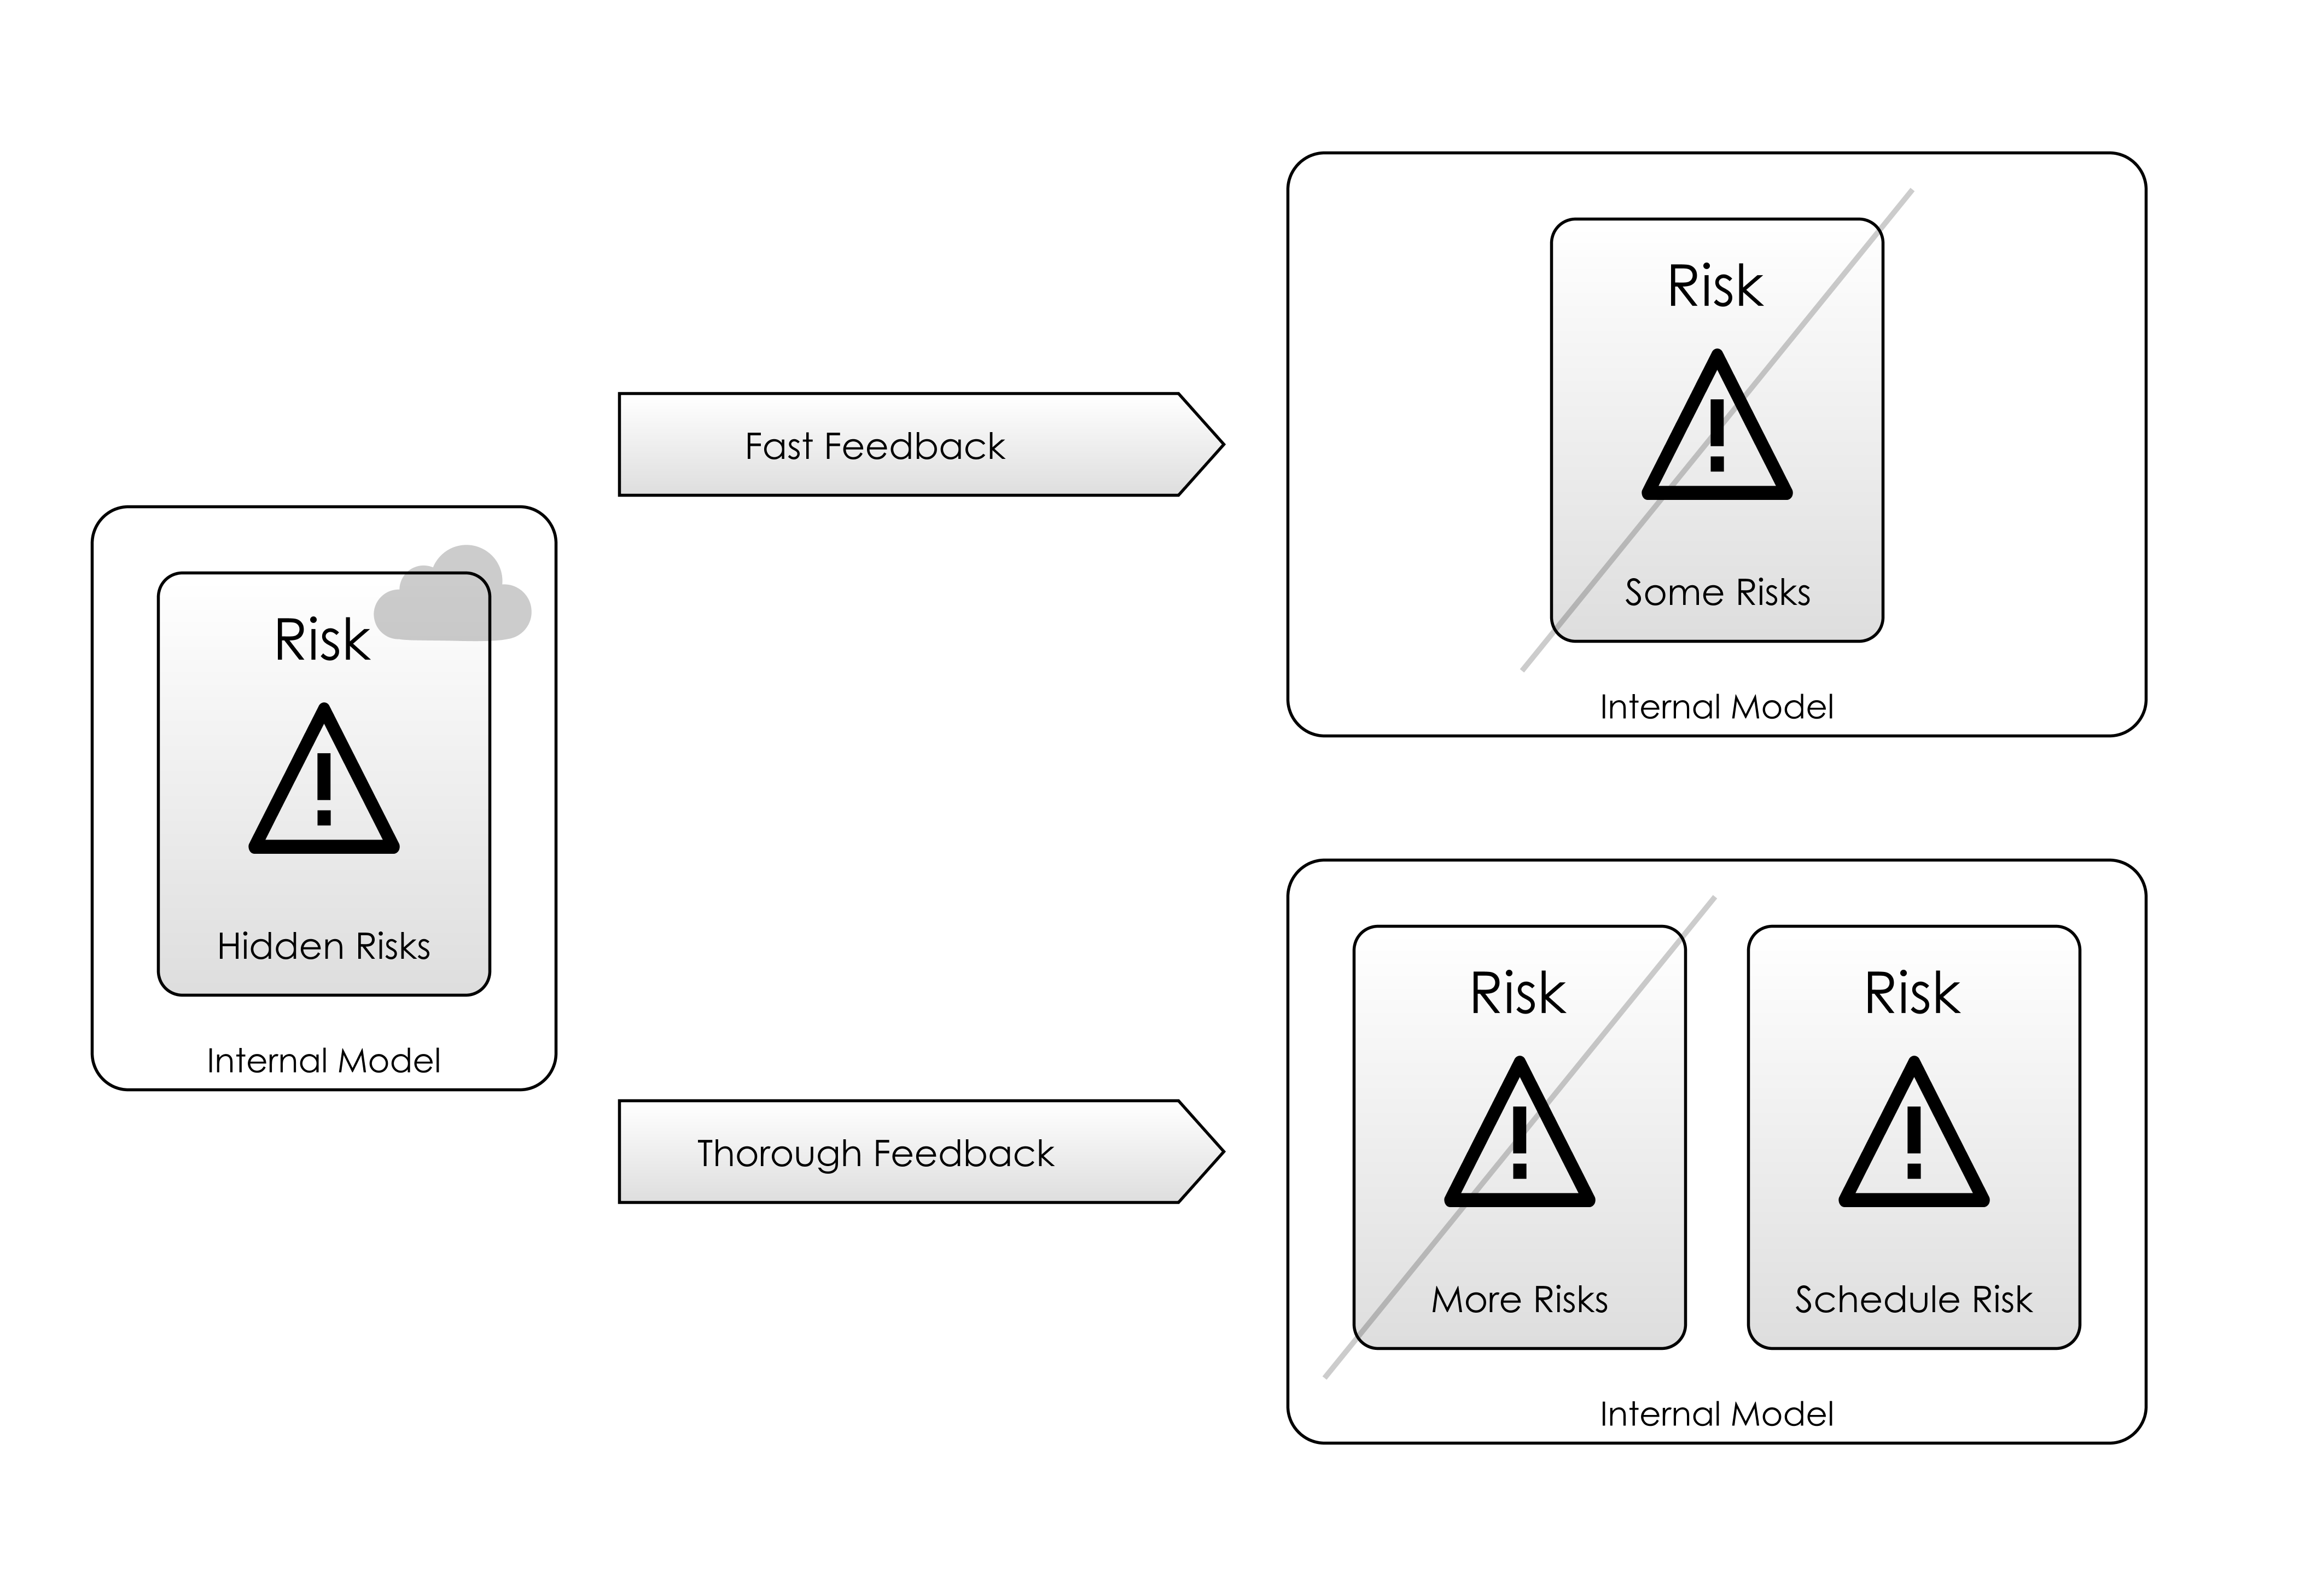 Risk
Hidden Risks
Internal Model
Fast Feedback
Risk
Some Risks
Internal Model
Thorough Feedback
Risk
More Risks
Risk
Schedule Risk
Internal Model